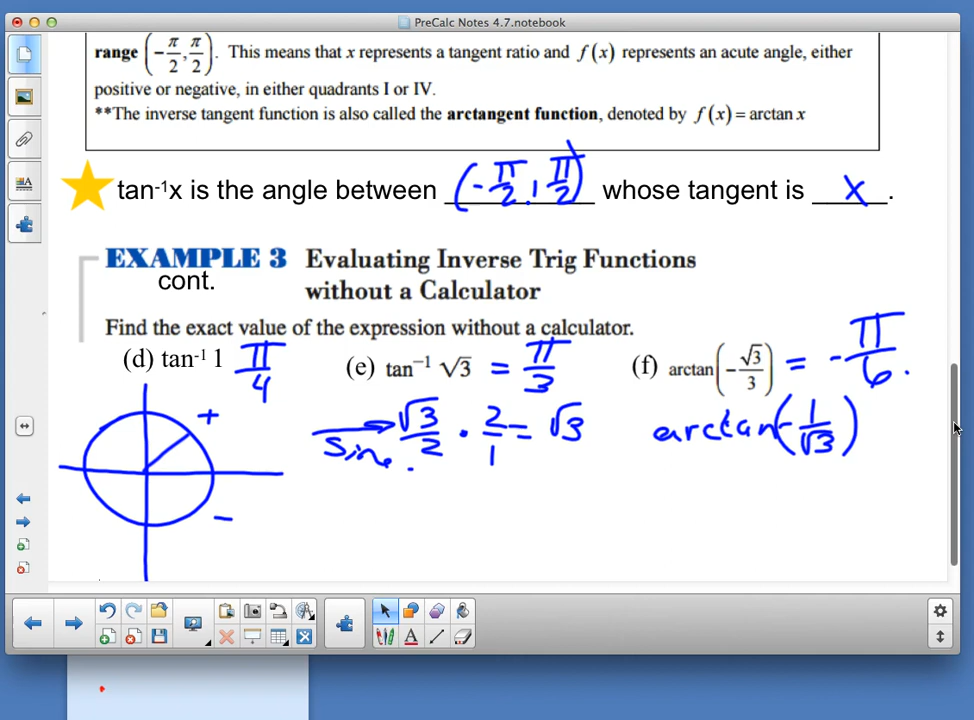 PreCalc Notes 4.7.notebook
range (-π/2, π/2). This means that x represents a tangent ratio and f(x) represents an acute angle, either
positive or negative, in either quadrants I or IV.
**The inverse tangent function is also called the arctangent function, denoted by f(x) = arctan x
tan⁻¹x is the angle between (-π/2, π/2) whose tangent is x.
EXAMPLE 3 Evaluating Inverse Trig Functions
cont. without a Calculator
Find the exact value of the expression without a calculator.
(d) tan⁻¹ 1 π/4 (e) tan⁻¹ √3 = π/3 (f) arctan(-√3/3) = -π/6.
+ √3/2 · 2/1 = √3 arctan(-1/√3)
Sine.
-